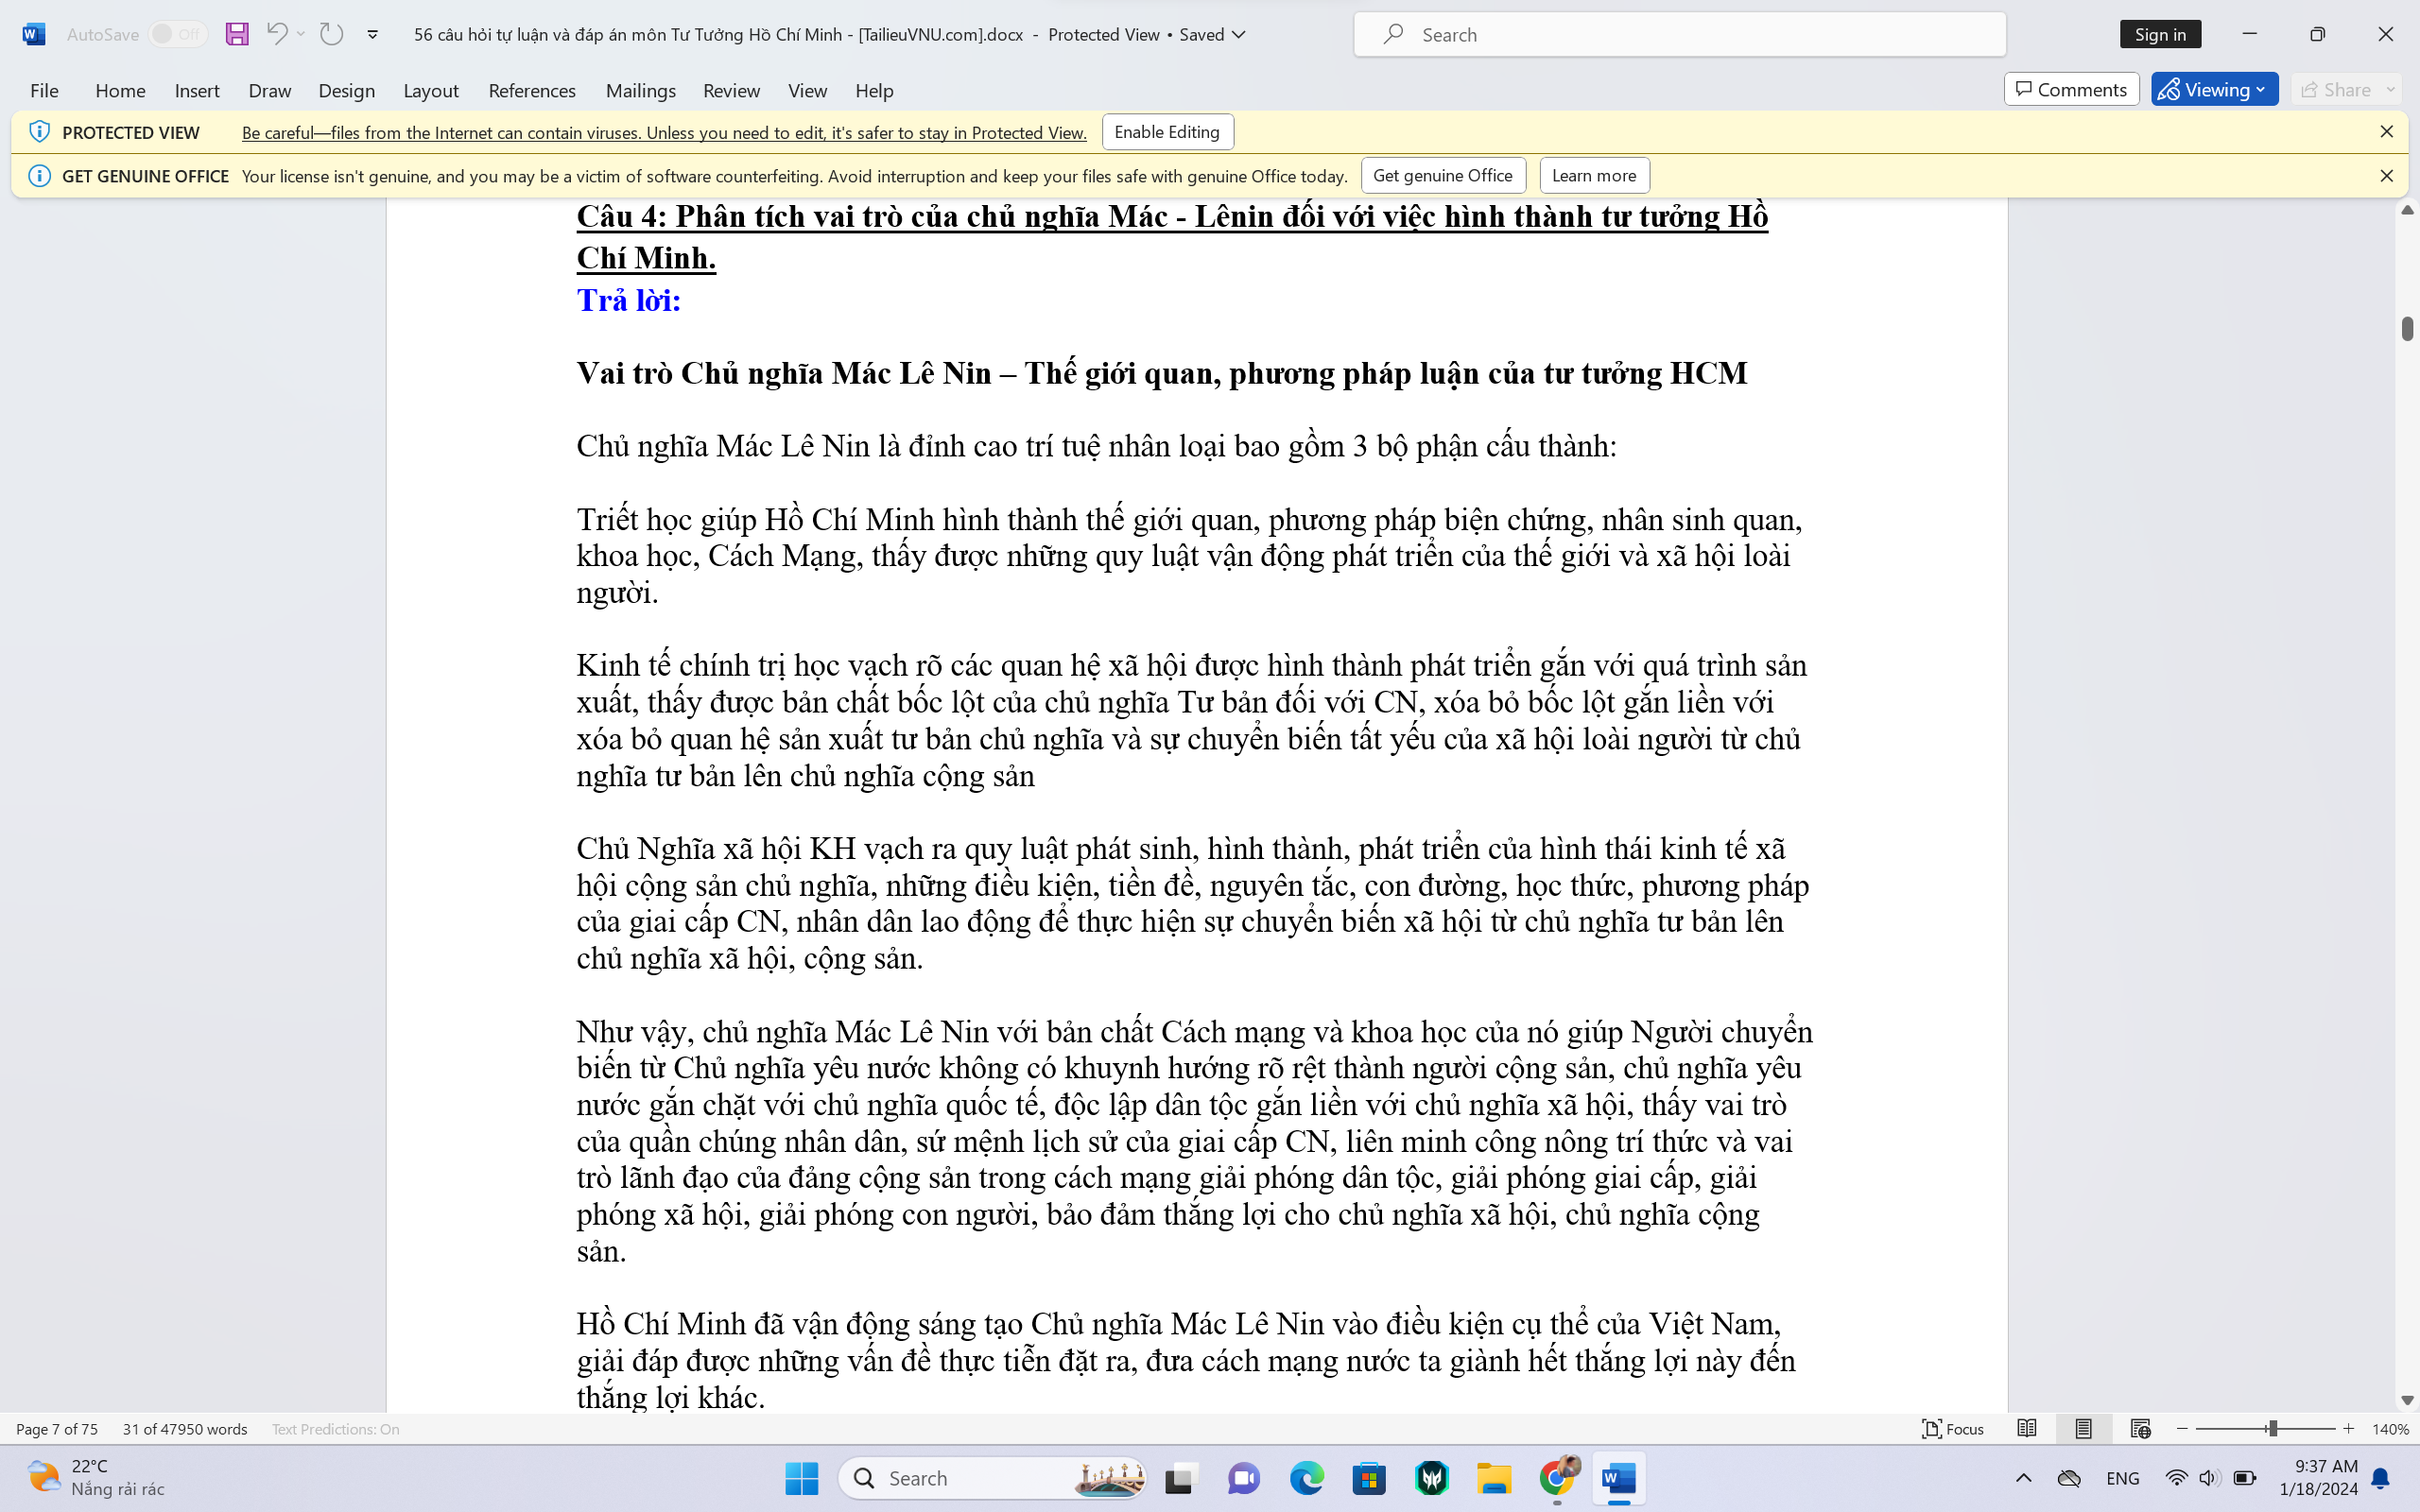 AutoSave Off 56 câu hỏi tự luận và đáp án môn Tư Tưởng Hồ Chí Minh - [TailieuVNU.com].docx - Protected View • Saved Search Sign in
File Home Insert Draw Design Layout References Mailings Review View Help Comments Viewing Share
PROTECTED VIEW Be careful—files from the Internet can contain viruses. Unless you need to edit, it's safer to stay in Protected View. Enable Editing
GET GENUINE OFFICE Your license isn't genuine, and you may be a victim of software counterfeiting. Avoid interruption and keep your files safe with genuine Office today. Get genuine Office Learn more
Câu 4: Phân tích vai trò của chủ nghĩa Mác - Lênin đối với việc hình thành tư tưởng Hồ
Chí Minh.
Trả lời:
Vai trò Chủ nghĩa Mác Lê Nin – Thế giới quan, phương pháp luận của tư tưởng HCM
Chủ nghĩa Mác Lê Nin là đỉnh cao trí tuệ nhân loại bao gồm 3 bộ phận cấu thành:
Triết học giúp Hồ Chí Minh hình thành thế giới quan, phương pháp biện chứng, nhân sinh quan,
khoa học, Cách Mạng, thấy được những quy luật vận động phát triển của thế giới và xã hội loài
người.
Kinh tế chính trị học vạch rõ các quan hệ xã hội được hình thành phát triển gắn với quá trình sản
xuất, thấy được bản chất bốc lột của chủ nghĩa Tư bản đối với CN, xóa bỏ bốc lột gắn liền với
xóa bỏ quan hệ sản xuất tư bản chủ nghĩa và sự chuyển biến tất yếu của xã hội loài người từ chủ
nghĩa tư bản lên chủ nghĩa cộng sản
Chủ Nghĩa xã hội KH vạch ra quy luật phát sinh, hình thành, phát triển của hình thái kinh tế xã
hội cộng sản chủ nghĩa, những điều kiện, tiền đề, nguyên tắc, con đường, học thức, phương pháp
của giai cấp CN, nhân dân lao động để thực hiện sự chuyển biến xã hội từ chủ nghĩa tư bản lên
chủ nghĩa xã hội, cộng sản.
Như vậy, chủ nghĩa Mác Lê Nin với bản chất Cách mạng và khoa học của nó giúp Người chuyển
biến từ Chủ nghĩa yêu nước không có khuynh hướng rõ rệt thành người cộng sản, chủ nghĩa yêu
nước gắn chặt với chủ nghĩa quốc tế, độc lập dân tộc gắn liền với chủ nghĩa xã hội, thấy vai trò
của quần chúng nhân dân, sứ mệnh lịch sử của giai cấp CN, liên minh công nông trí thức và vai
trò lãnh đạo của đảng cộng sản trong cách mạng giải phóng dân tộc, giải phóng giai cấp, giải
phóng xã hội, giải phóng con người, bảo đảm thắng lợi cho chủ nghĩa xã hội, chủ nghĩa cộng
sản.
Hồ Chí Minh đã vận động sáng tạo Chủ nghĩa Mác Lê Nin vào điều kiện cụ thể của Việt Nam,
giải đáp được những vấn đề thực tiễn đặt ra, đưa cách mạng nước ta giành hết thắng lợi này đến
thắng lợi khác.
Page 7 of 75 31 of 47950 words Text Predictions: On Focus 140%
22°C
Nắng rải rác
Search
ENG
9:37 AM
1/18/2024